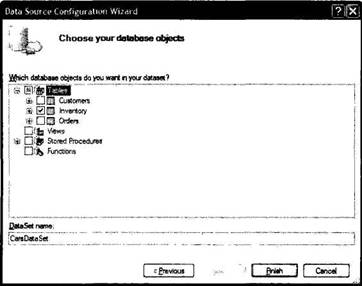 Data Source Configuration Wizard
Choose your database objects
Which database objects do you want in your dataset?
Tables
Customers
Inventory
Orders
Views
Stored Procedures
Functions
DataSet name:
CarsDataSet
< Previous
Finish
Cancel